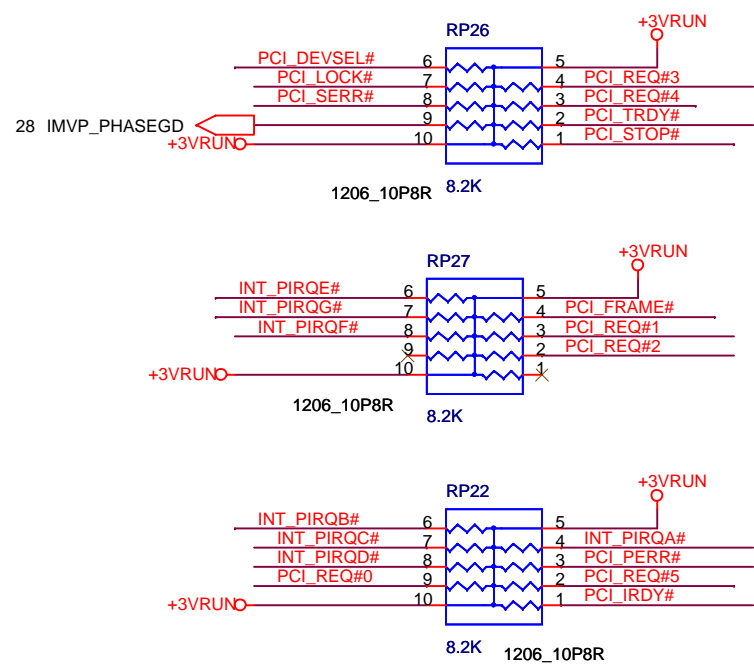 RP26
+3VRUN
PCI_DEVSEL# 6 5
PCI_LOCK# 7 4 PCI_REQ#3
PCI_SERR# 8 3 PCI_REQ#4
28 IMVP_PHASEGD 9 2 PCI_TRDY#
+3VRUN 10 1 PCI_STOP#
1206_10P8R 8.2K
RP27
+3VRUN
INT_PIRQE# 6 5
INT_PIRQG# 7 4 PCI_FRAME#
INT_PIRQF# 8 3 PCI_REQ#1
9 2 PCI_REQ#2
+3VRUN 10 1
1206_10P8R 8.2K
RP22
+3VRUN
INT_PIRQB# 6 5
INT_PIRQC# 7 4 INT_PIRQA#
INT_PIRQD# 8 3 PCI_PERR#
PCI_REQ#0 9 2 PCI_REQ#5
+3VRUN 10 1 PCI_IRDY#
8.2K 1206_10P8R